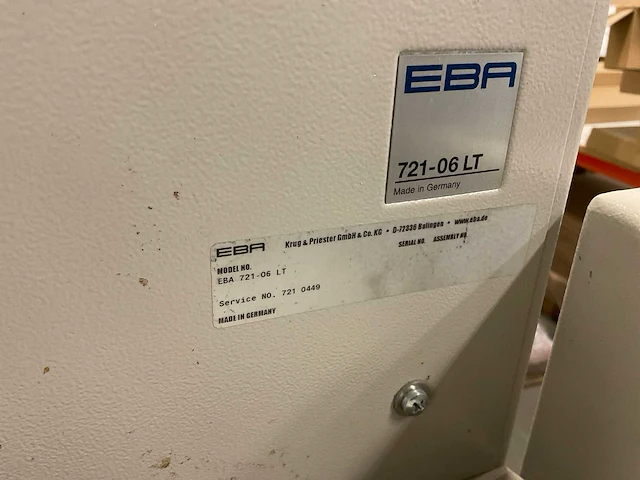 EBA
721-06 LT
Made in Germany
EBA Krug & Priester GmbH & Co. KG • D-72336 Balingen • www.eba.de
MODEL NO. SERIAL NO. ASSEMBLY NO.
EBA 721-06 LT
Service NO. 721 0449
MADE IN GERMANY